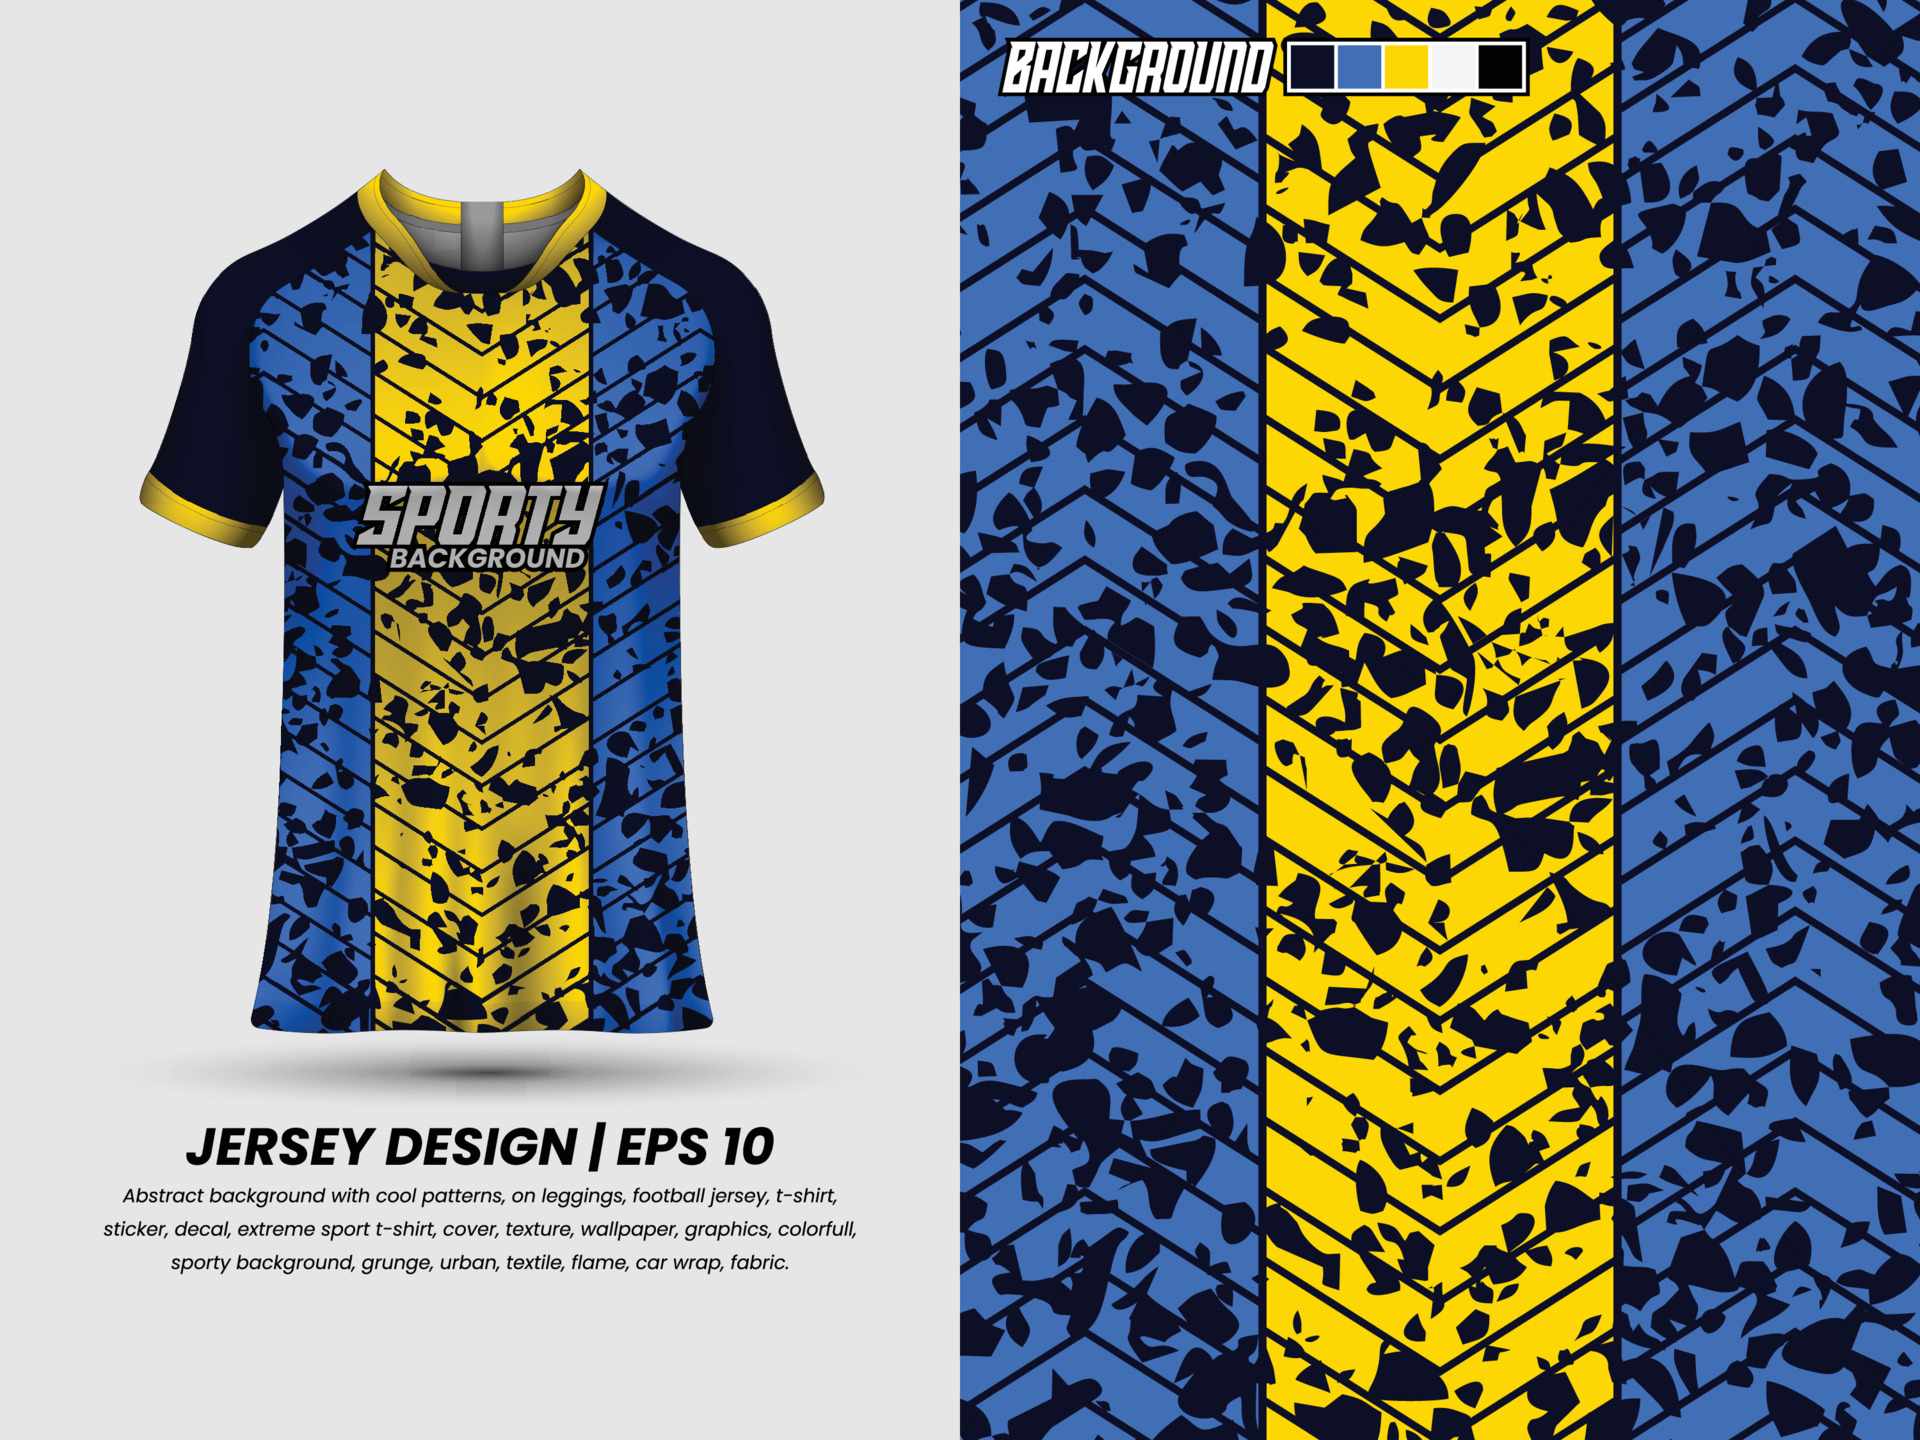 SPORTY
BACKGROUND
JERSEY DESIGN | EPS 10
Abstract background with cool patterns, on leggings, football jersey, t-shirt,
sticker, decal, extreme sport t-shirt, cover, texture, wallpaper, graphics, colorfull,
sporty background, grunge, urban, textile, flame, car wrap, fabric.
BACKGROUND